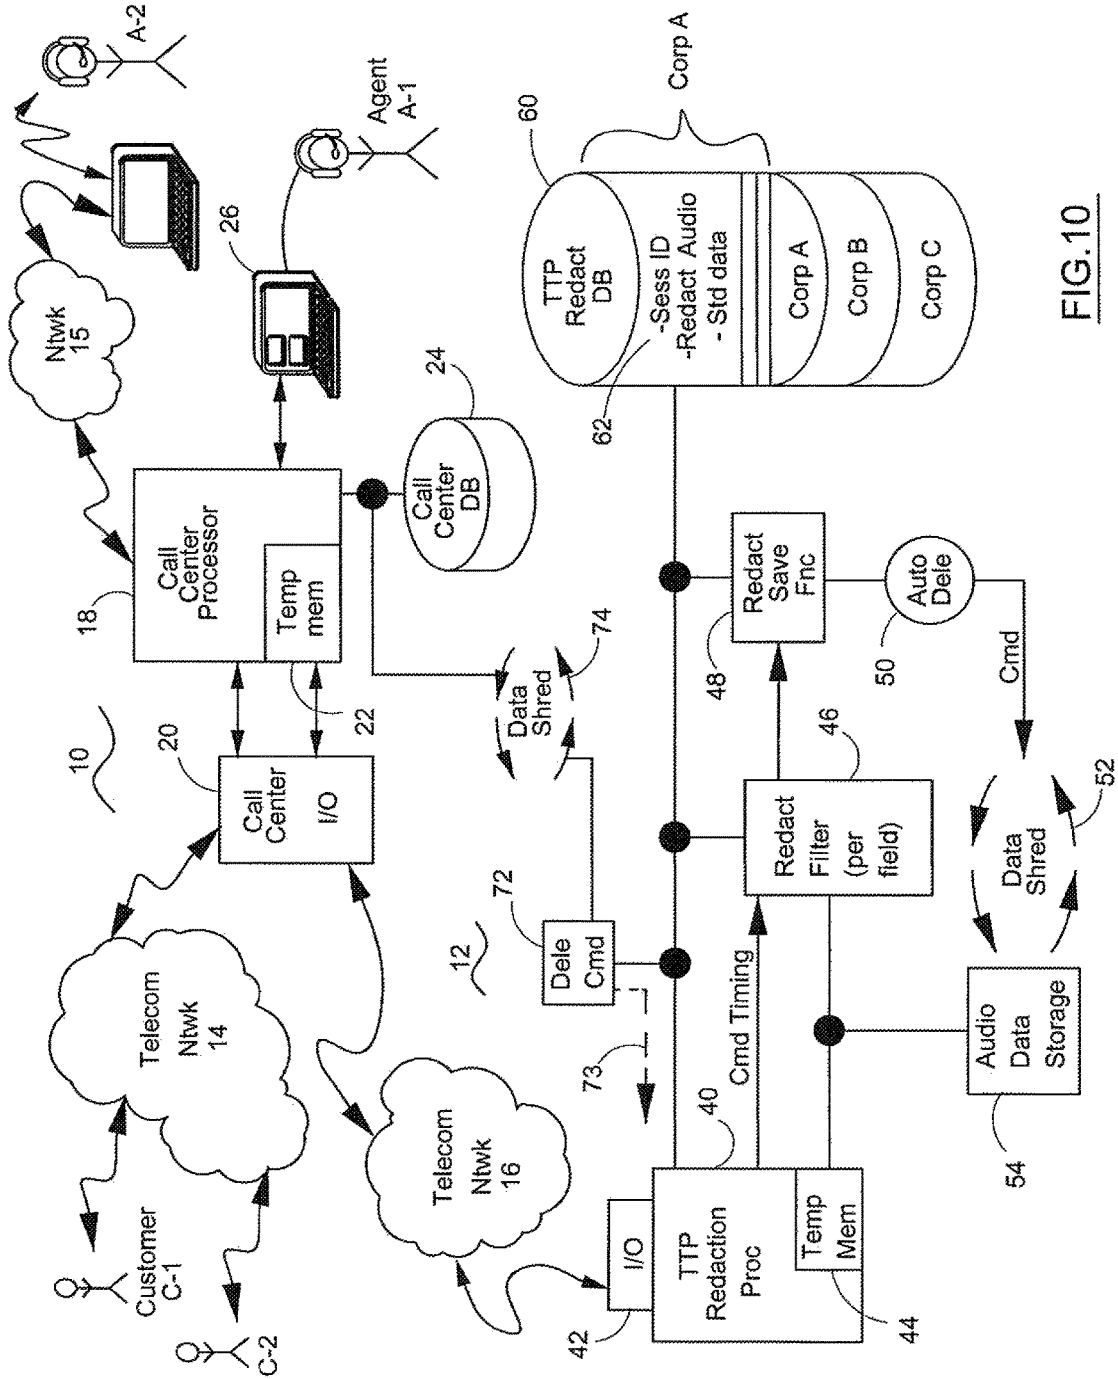 Customer
C-1
C-2
Telecom
Ntwk
14
10
20
Call
Center
I/O
18
Call
Center
Processor
Temp
mem
22
Ntwk
15
A-2
26
Agent
A-1
24
Call
Center
DB
Telecom
Ntwk
16
12
72
Dele
Cmd
73
Data
Shred
74
42
I/O
TTP
Redaction
Proc
40
Temp
Mem
44
Cmd Timing
Redact
Filter
(per
field)
46
48
Redact
Save
Fnc
50
Auto
Dele
Cmd
Data
Shred
52
Audio
Data
Storage
54
60
TTP
Redact
DB
62
-Sess ID
-Redact Audio
- Std data
Corp A
Corp A
Corp B
Corp C
FIG.10